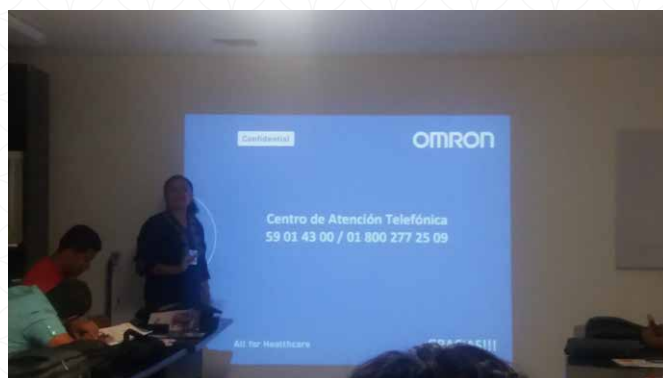 Confidential
OMRON
Centro de Atención Telefónica
59 01 43 00 / 01 800 277 25 09
All for Healthcare
GRACIAS!!!